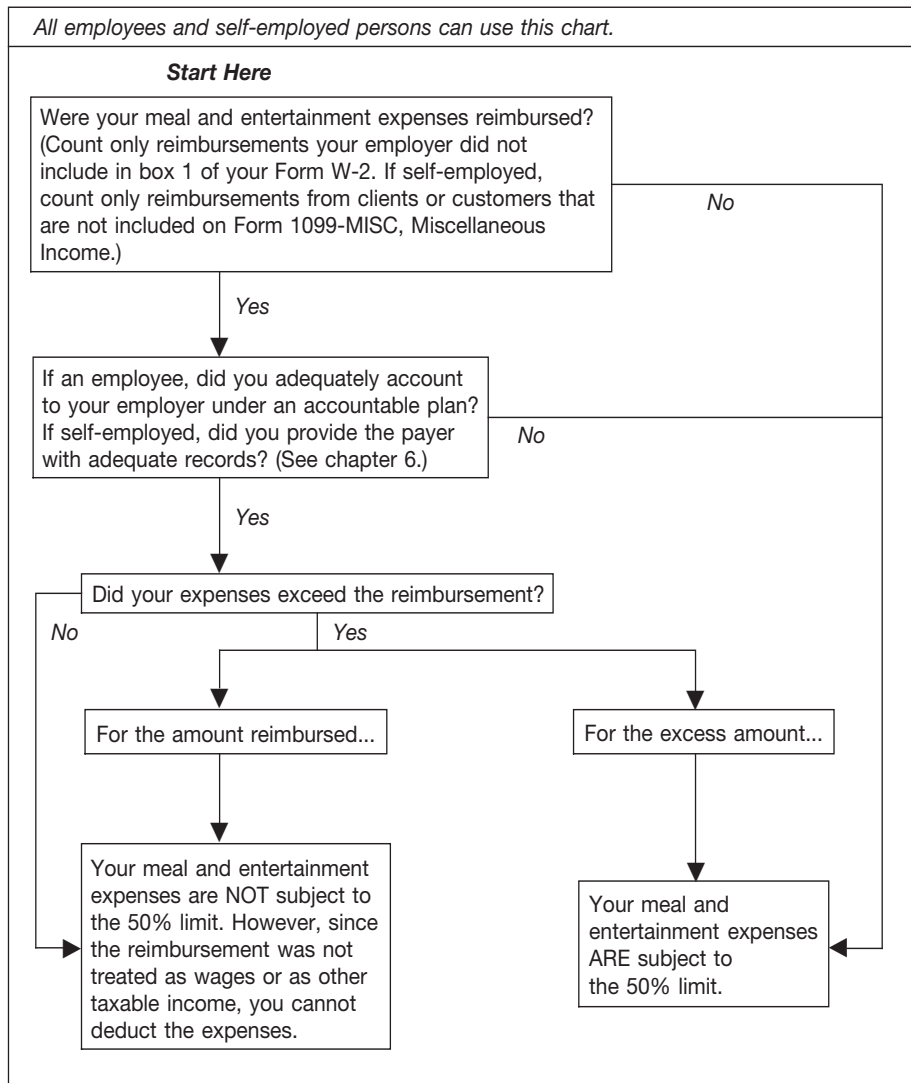 All employees and self-employed persons can use this chart.
Start Here
Were your meal and entertainment expenses reimbursed?
(Count only reimbursements your employer did not
include in box 1 of your Form W-2. If self-employed,
count only reimbursements from clients or customers that
are not included on Form 1099-MISC, Miscellaneous
Income.)
No
Yes
If an employee, did you adequately account
to your employer under an accountable plan?
If self-employed, did you provide the payer
with adequate records? (See chapter 6.)
No
Yes
Did your expenses exceed the reimbursement?
No
Yes
For the amount reimbursed...
For the excess amount...
Your meal and entertainment
expenses are NOT subject to
the 50% limit. However, since
the reimbursement was not
treated as wages or as other
taxable income, you cannot
deduct the expenses.
Your meal and
entertainment expenses
ARE subject to
the 50% limit.